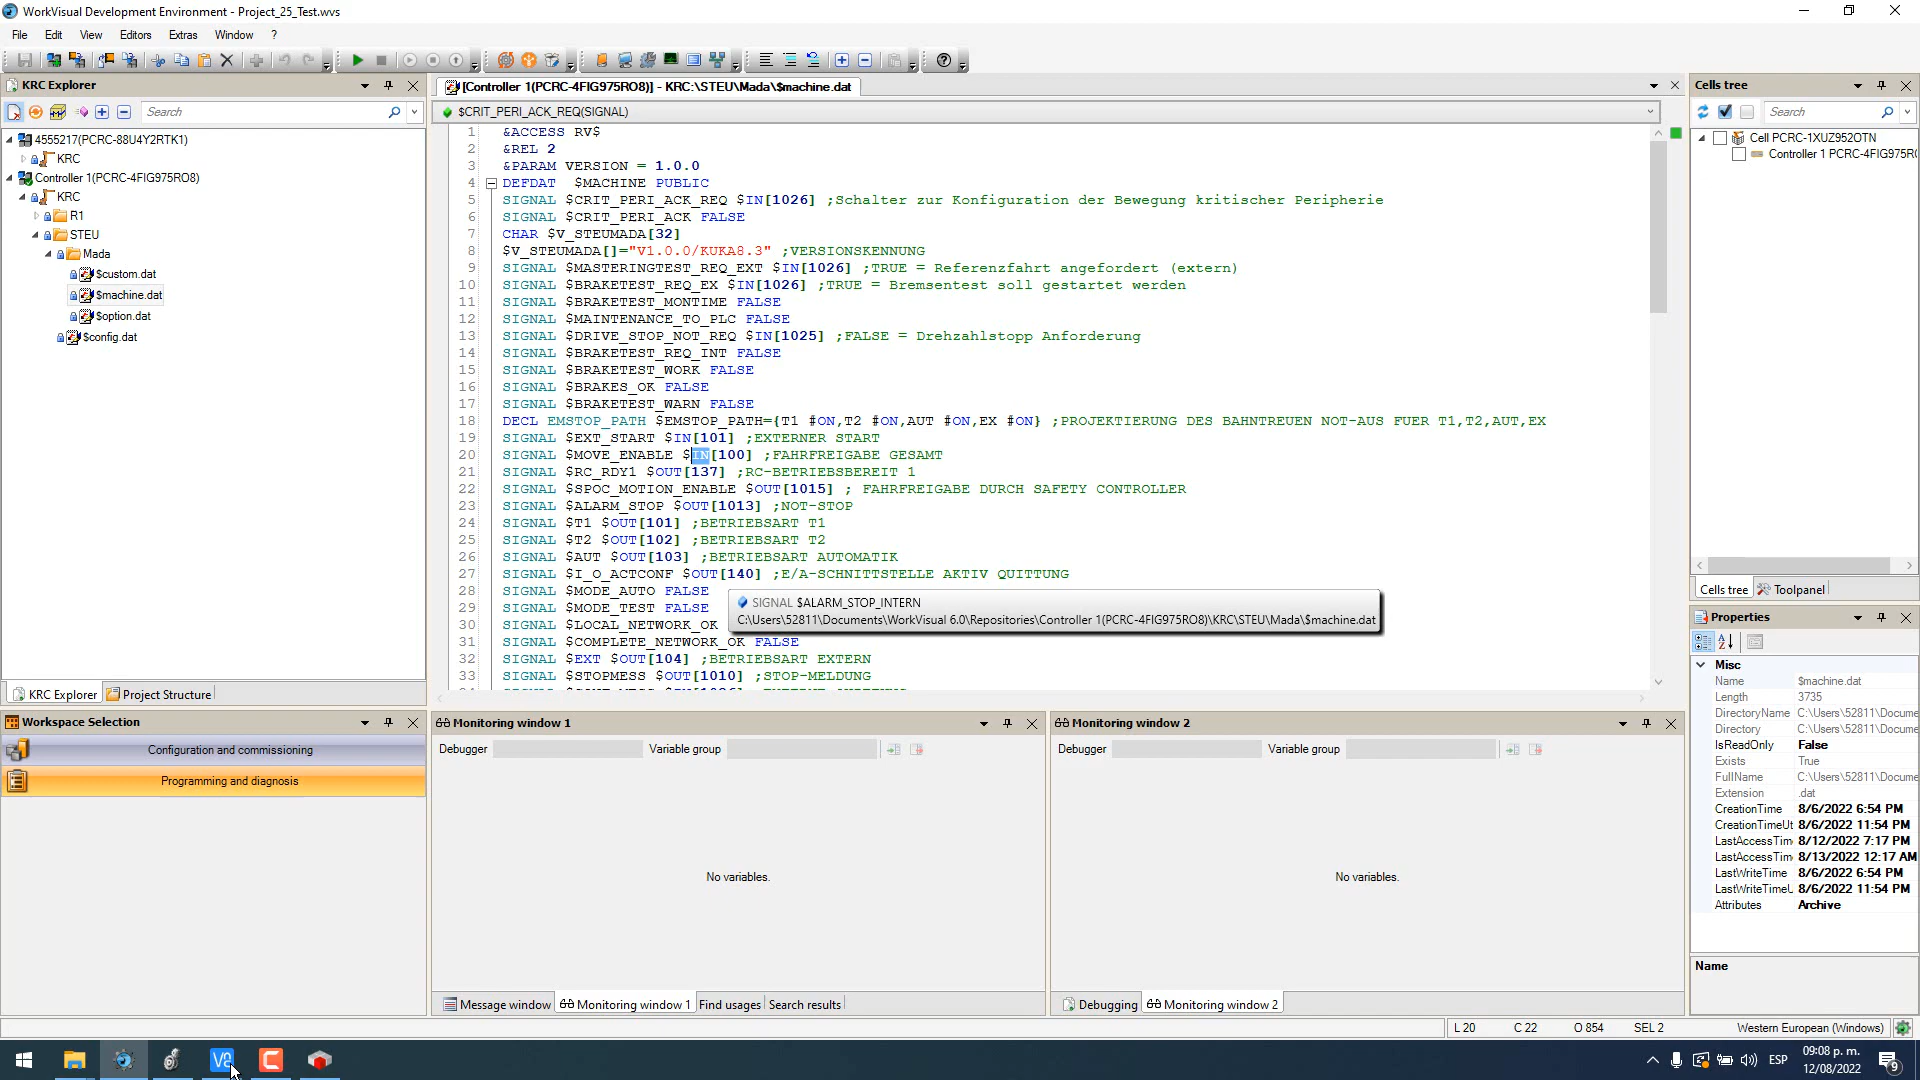 WorkVisual Development Environment - Project_25_Test.wvs
File Edit View Editors Extras Window ?
KRC Explorer
Search
4555217(PCRC-88U4Y2RTK1)
KRC
Controller 1(PCRC-4FIG975RO8)
KRC
R1
STEU
Mada
$custom.dat
$machine.dat
$option.dat
$config.dat
KRC Explorer Project Structure
[Controller 1(PCRC-4FIG975RO8)] - KRC:\STEU\Mada\$machine.dat
$CRIT_PERI_ACK_REQ(SIGNAL)
1 &ACCESS RV$
2 &REL 2
3 &PARAM VERSION = 1.0.0
4 DEFDAT $MACHINE PUBLIC
5 SIGNAL $CRIT_PERI_ACK_REQ $IN[1026] ;Schalter zur Konfiguration der Bewegung kritischer Peripherie
6 SIGNAL $CRIT_PERI_ACK FALSE
7 CHAR $V_STEUMADA[32]
8 $V_STEUMADA[]="V1.0.0/KUKA8.3" ;VERSIONSKENNUNG
9 SIGNAL $MASTERINGTEST_REQ_EXT $IN[1026] ;TRUE = Referenzfahrt angefordert (extern)
10 SIGNAL $BRAKETEST_REQ_EX $IN[1026] ;TRUE = Bremsentest soll gestartet werden
11 SIGNAL $BRAKETEST_MONTIME FALSE
12 SIGNAL $MAINTENANCE_TO_PLC FALSE
13 SIGNAL $DRIVE_STOP_NOT_REQ $IN[1025] ;FALSE = Drehzahlstopp Anforderung
14 SIGNAL $BRAKETEST_REQ_INT FALSE
15 SIGNAL $BRAKETEST_WORK FALSE
16 SIGNAL $BRAKES_OK FALSE
17 SIGNAL $BRAKETEST_WARN FALSE
18 DECL EMSTOP_PATH $EMSTOP_PATH={T1 #ON,T2 #ON,AUT #ON,EX #ON} ;PROJEKTIERUNG DES BAHNTREUEN NOT-AUS FUER T1,T2,AUT,EX
19 SIGNAL $EXT_START $IN[101] ;EXTERNER START
20 SIGNAL $MOVE_ENABLE $IN[100] ;FAHRFREIGABE GESAMT
21 SIGNAL $RC_RDY1 $OUT[137] ;RC-BETRIEBSBEREIT 1
22 SIGNAL $SPOC_MOTION_ENABLE $OUT[1015] ; FAHRFREIGABE DURCH SAFETY CONTROLLER
23 SIGNAL $ALARM_STOP $OUT[1013] ;NOT-STOP
24 SIGNAL $T1 $OUT[101] ;BETRIEBSART T1
25 SIGNAL $T2 $OUT[102] ;BETRIEBSART T2
26 SIGNAL $AUT $OUT[103] ;BETRIEBSART AUTOMATIK
27 SIGNAL $I_O_ACTCONF $OUT[140] ;E/A-SCHNITTSTELLE AKTIV QUITTUNG
28 SIGNAL $MODE_AUTO FALSE
29 SIGNAL $MODE_TEST FALSE
30 SIGNAL $LOCAL_NETWORK_OK
31 SIGNAL $COMPLETE_NETWORK_OK FALSE
32 SIGNAL $EXT $OUT[104] ;BETRIEBSART EXTERN
33 SIGNAL $STOPMESS $OUT[1010] ;STOP-MELDUNG
SIGNAL $ALARM_STOP_INTERN
C:\Users\52811\Documents\WorkVisual 6.0\Repositories\Controller 1(PCRC-4FIG975RO8)\KRC\STEU\Mada\$machine.dat
Cells tree
Search
Cell PCRC-1XUZ952OTN
Controller 1 PCRC-4FIG975R
Cells tree Toolpanel
Properties
Misc
Name $machine.dat
Length 3735
DirectoryName C:\Users\52811\Docume
Directory C:\Users\52811\Docume
IsReadOnly False
Exists True
FullName C:\Users\52811\Docume
Extension .dat
CreationTime 8/6/2022 6:54 PM
CreationTimeUt 8/6/2022 11:54 PM
LastAccessTim 8/12/2022 7:17 PM
LastAccessTim 8/13/2022 12:17 AM
LastWriteTime 8/6/2022 6:54 PM
LastWriteTimeU 8/6/2022 11:54 PM
Attributes Archive
Name
Workspace Selection
Configuration and commissioning
Programming and diagnosis
Monitoring window 1
Debugger Variable group
No variables.
Message window Monitoring window 1 Find usages Search results
Monitoring window 2
Debugger Variable group
No variables.
Debugging Monitoring window 2
L 20 C 22 O 854 SEL 2 Western European (Windows)
ESP
09:08 p. m.
12/08/2022
9